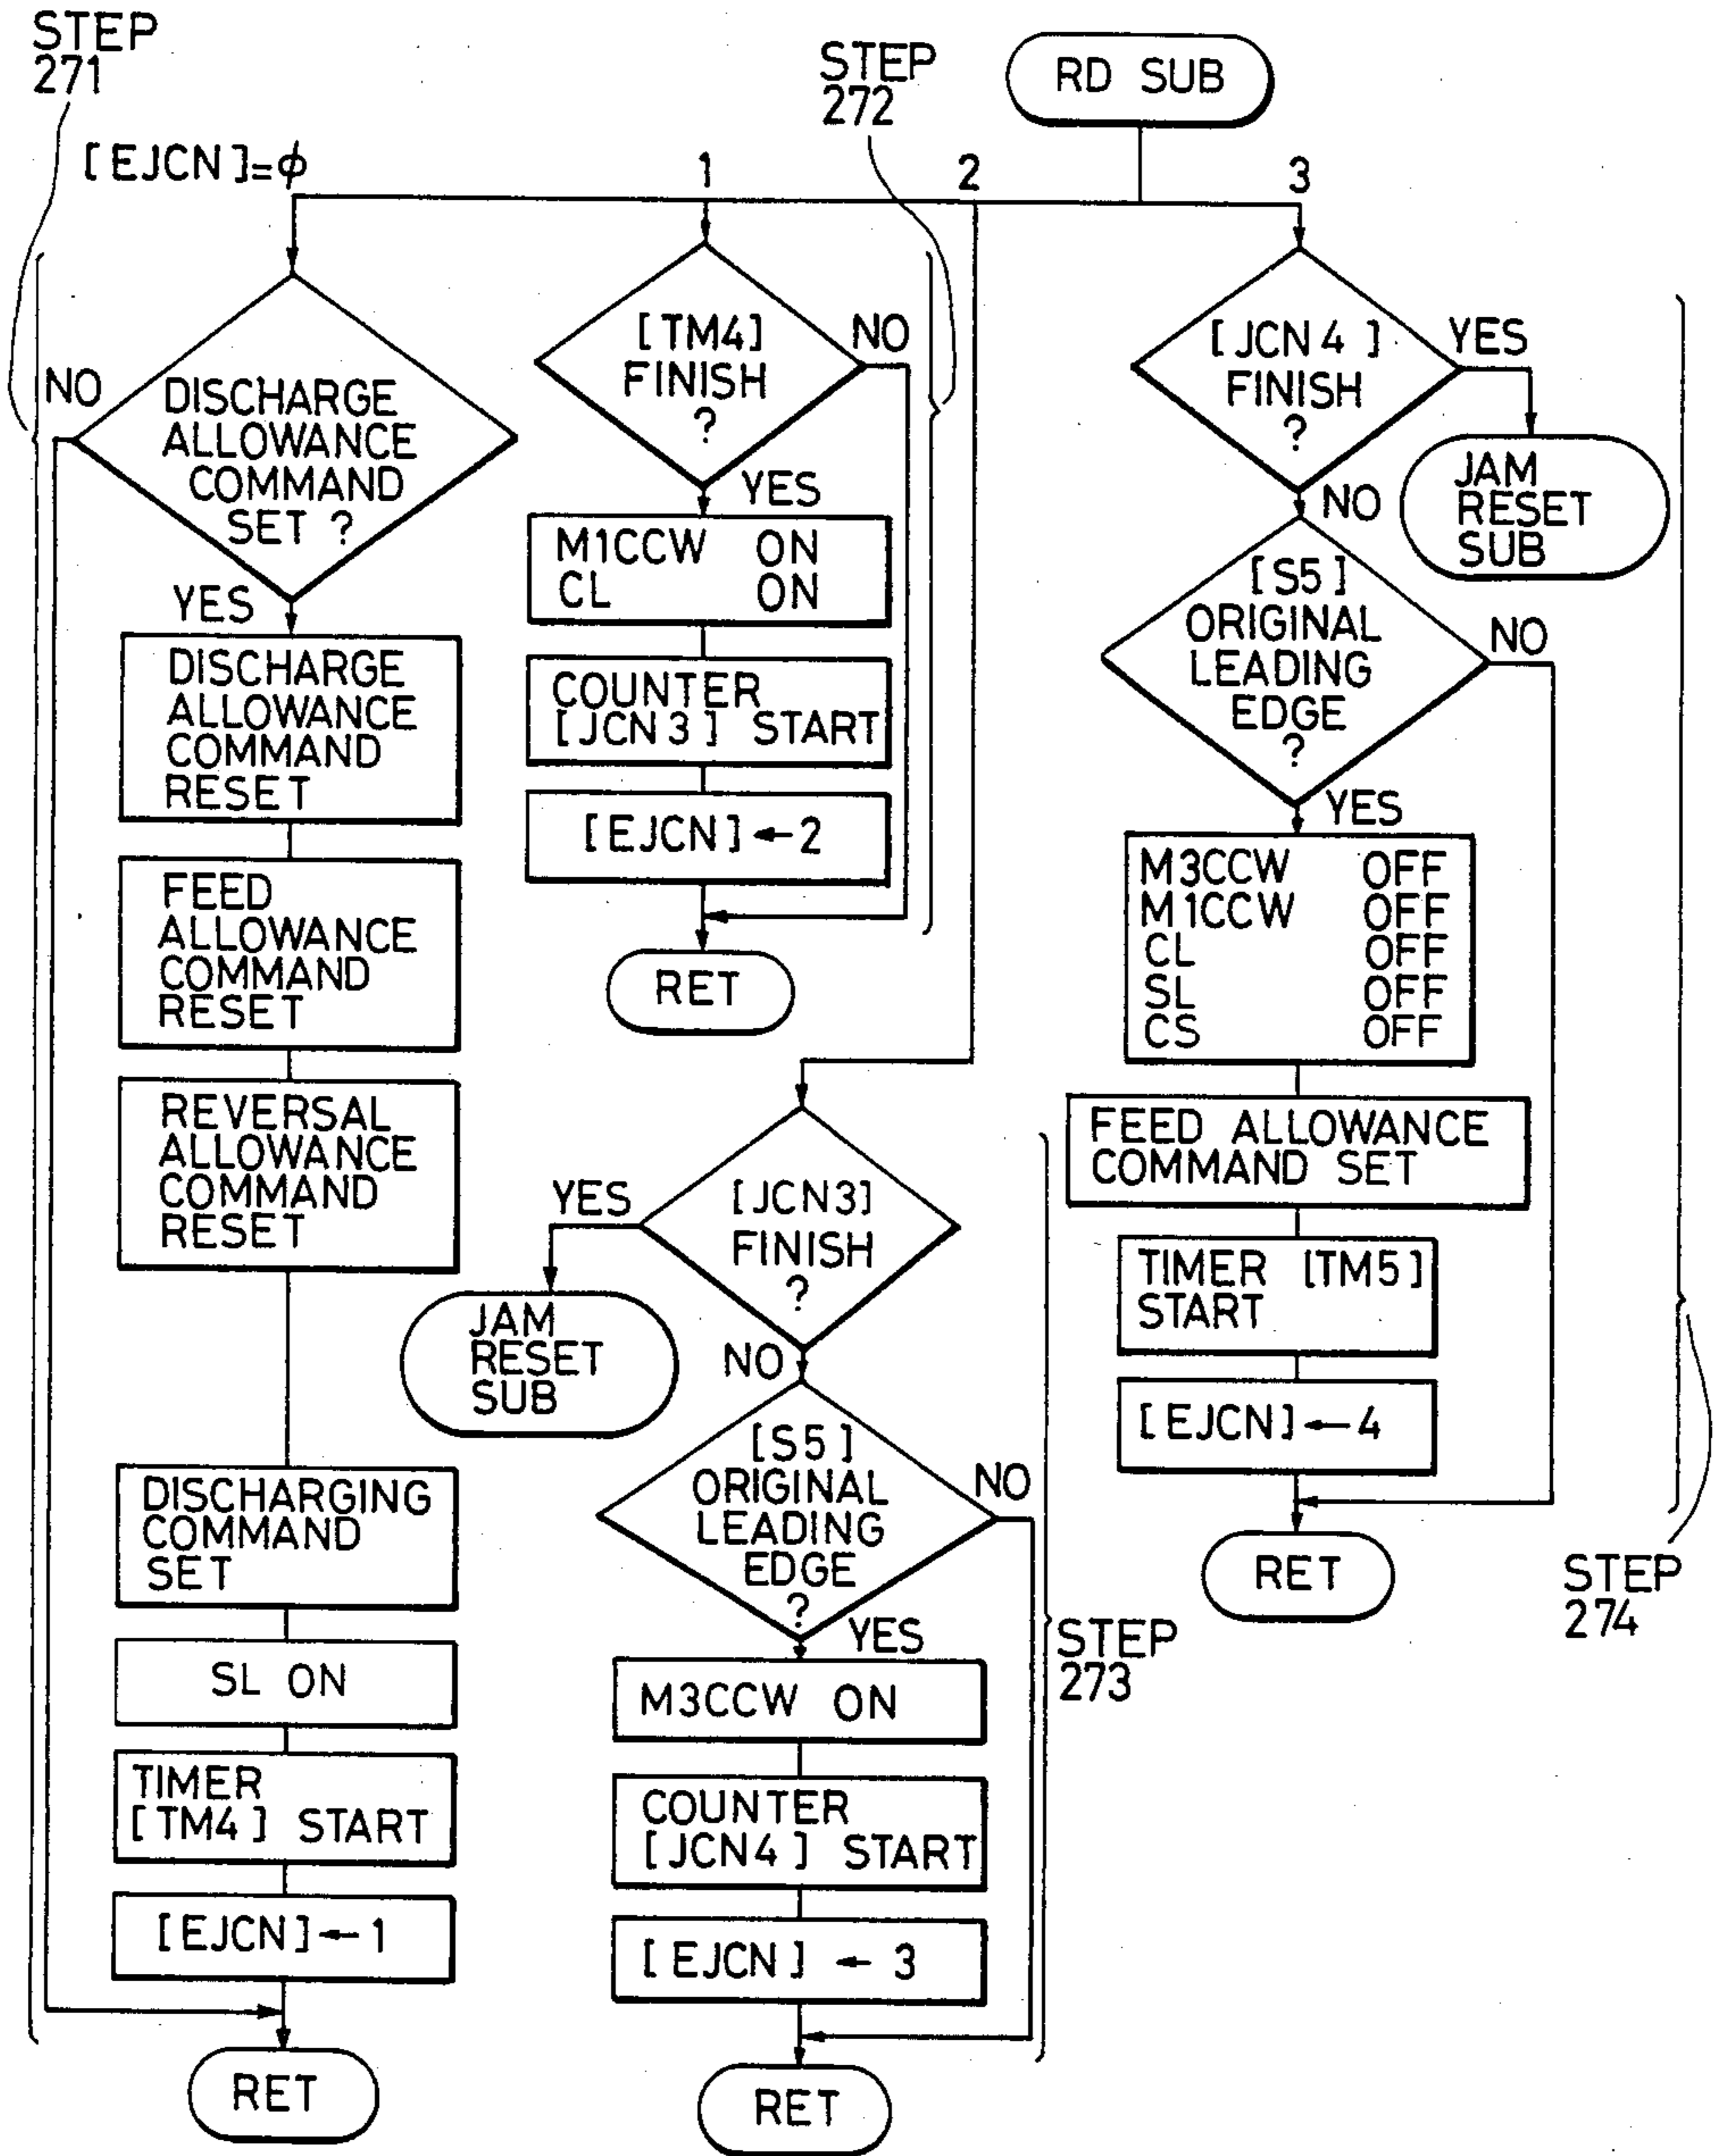 STEP
271
STEP
272
RD SUB
[EJCN]=ϕ
1
2
3
DISCHARGE
ALLOWANCE
COMMAND
SET ?
NO
YES
DISCHARGE
ALLOWANCE
COMMAND
RESET
FEED
ALLOWANCE
COMMAND
RESET
REVERSAL
ALLOWANCE
COMMAND
RESET
DISCHARGING
COMMAND
SET
SL ON
TIMER
[TM4] START
[EJCN]←1
RET
[TM4]
FINISH
?
NO
YES
M1CCW ON
CL ON
COUNTER
[JCN3] START
[EJCN]←2
RET
[JCN3]
FINISH
?
YES
JAM
RESET
SUB
NO
[S5]
ORIGINAL
LEADING
EDGE
?
NO
YES
STEP
273
M3CCW ON
COUNTER
[JCN4] START
[EJCN] ← 3
RET
[JCN4]
FINISH
?
YES
JAM
RESET
SUB
NO
[S5]
ORIGINAL
LEADING
EDGE
?
NO
YES
M3CCW OFF
M1CCW OFF
CL OFF
SL OFF
CS OFF
FEED ALLOWANCE
COMMAND SET
TIMER [TM5]
START
[EJCN]←4
RET
STEP
274